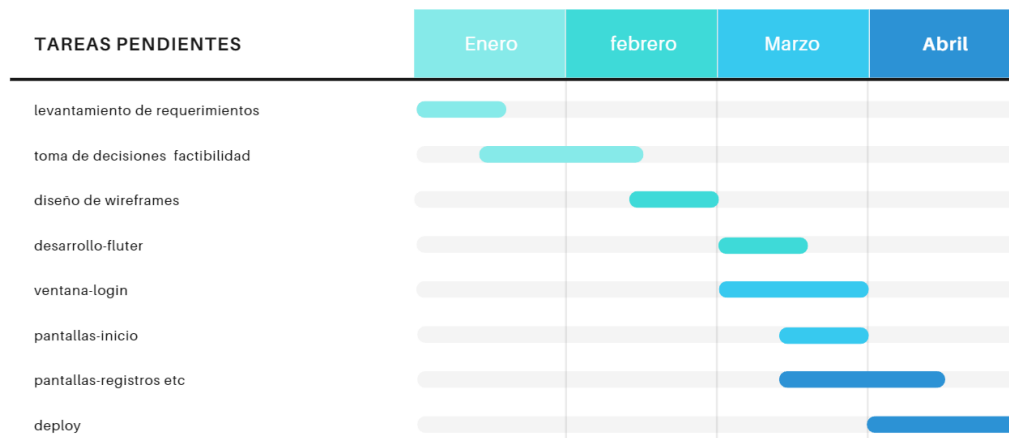 TAREAS PENDIENTES Enero febrero Marzo Abril
levantamiento de requerimientos
toma de decisiones factibilidad
diseño de wireframes
desarrollo-fluter
ventana-login
pantallas-inicio
pantallas-registros etc
deploy